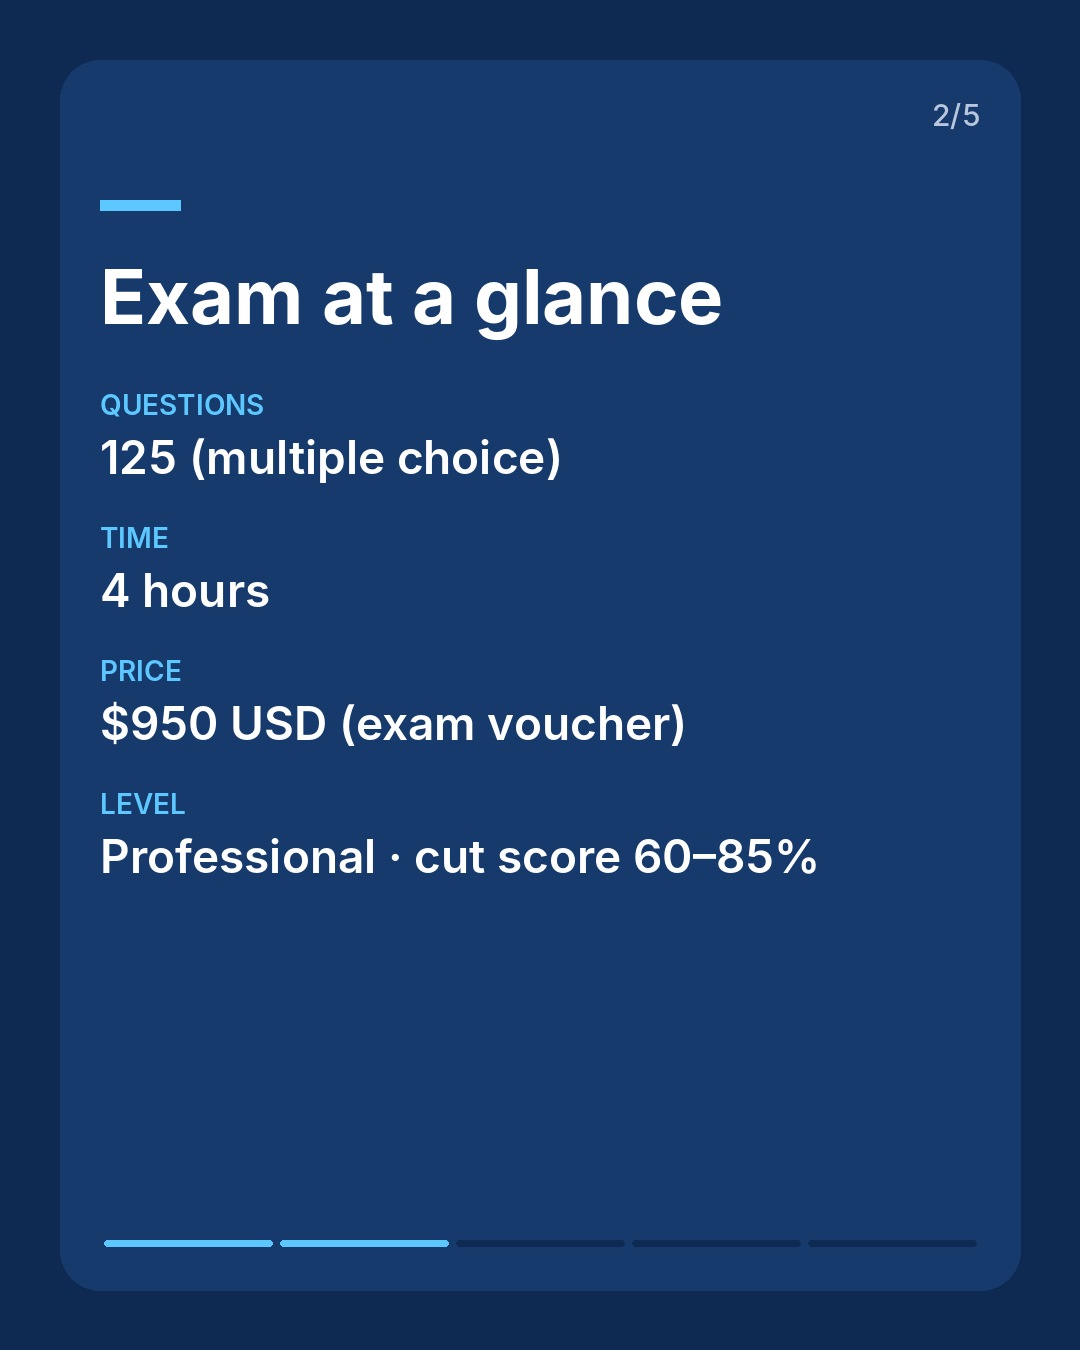 2/5
Exam at a glance
QUESTIONS
125 (multiple choice)
TIME
4 hours
PRICE
$950 USD (exam voucher)
LEVEL
Professional · cut score 60–85%